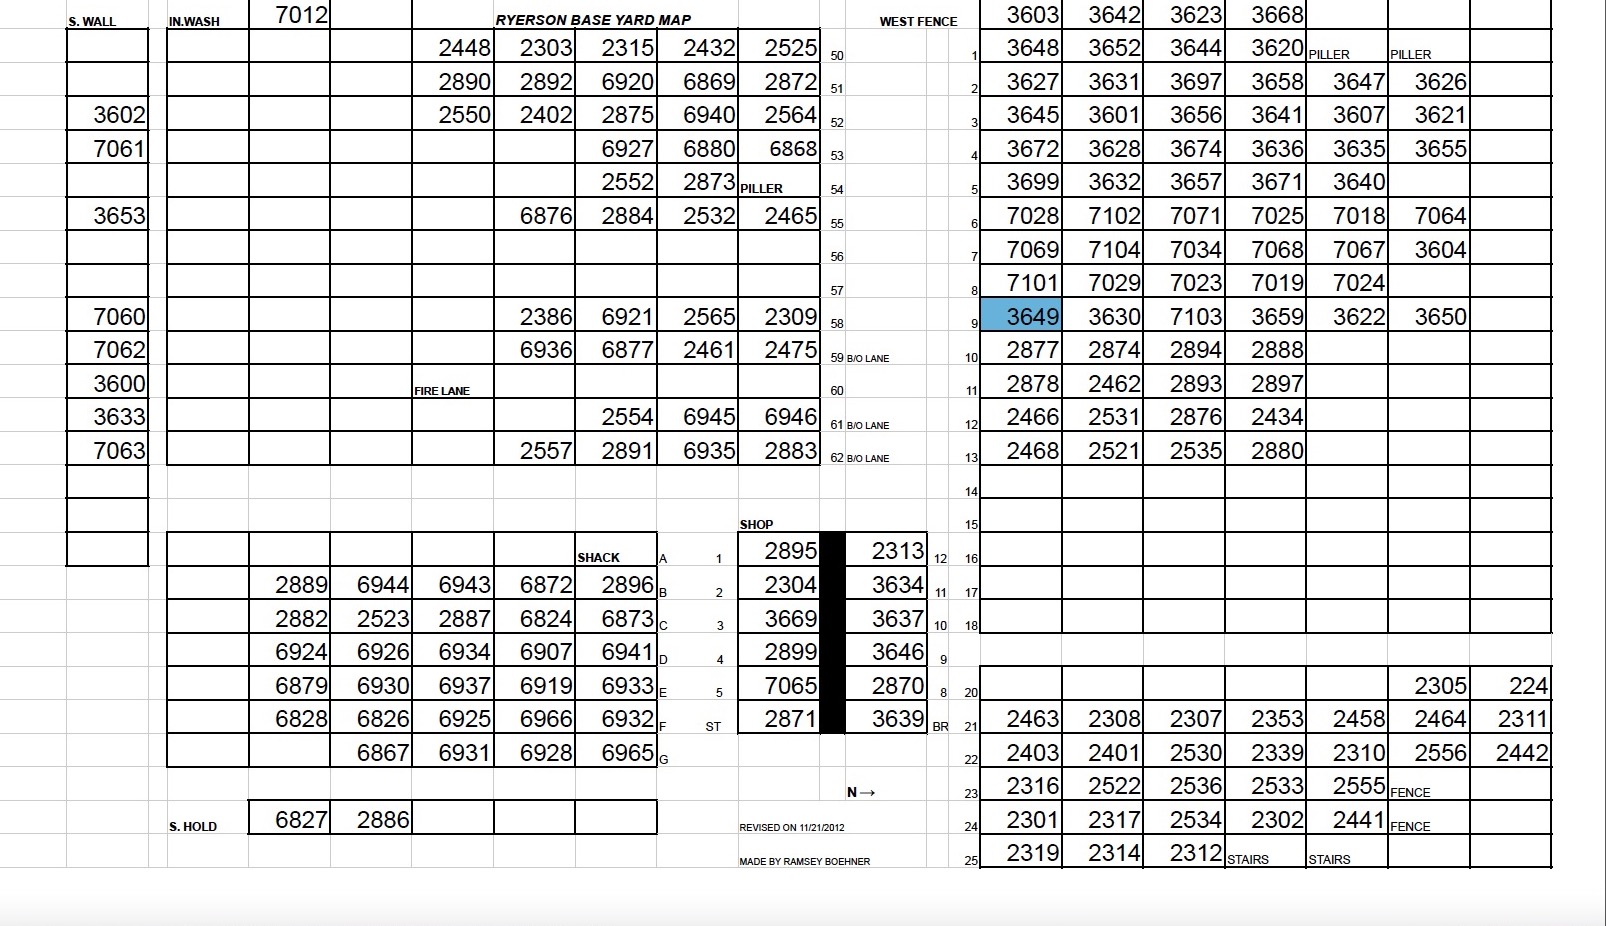 S. WALL IN.WASH 7012 RYERSON BASE YARD MAP WEST FENCE 3603 3642 3623 3668
2448 2303 2315 2432 2525 50 1 3648 3652 3644 3620 PILLER PILLER
2890 2892 6920 6869 2872 51 2 3627 3631 3697 3658 3647 3626
3602 2550 2402 2875 6940 2564 52 3 3645 3601 3656 3641 3607 3621
7061 6927 6880 6868 53 4 3672 3628 3674 3636 3635 3655
2552 2873 PILLER 54 5 3699 3632 3657 3671 3640
3653 6876 2884 2532 2465 55 6 7028 7102 7071 7025 7018 7064
56 7 7069 7104 7034 7068 7067 3604
57 8 7101 7029 7023 7019 7024
7060 2386 6921 2565 2309 58 9 3649 3630 7103 3659 3622 3650
7062 6936 6877 2461 2475 59 B/O LANE 10 2877 2874 2894 2888
3600 FIRE LANE 60 11 2878 2462 2893 2897
3633 2554 6945 6946 61 B/O LANE 12 2466 2531 2876 2434
7063 2557 2891 6935 2883 62 B/O LANE 13 2468 2521 2535 2880
14
SHOP 15
SHACK A 1 2895 2313 12 16
2889 6944 6943 6872 2896 B 2 2304 3634 11 17
2882 2523 2887 6824 6873 C 3 3669 3637 10 18
6924 6926 6934 6907 6941 D 4 2899 3646 9
6879 6930 6937 6919 6933 E 5 7065 2870 8 20 2305 224
6828 6826 6925 6966 6932 F ST 2871 3639 BR 21 2463 2308 2307 2353 2458 2464 2311
6867 6931 6928 6965 G 22 2403 2401 2530 2339 2310 2556 2442
N→ 23 2316 2522 2536 2533 2555 FENCE
S. HOLD 6827 2886 REVISED ON 11/21/2012 24 2301 2317 2534 2302 2441 FENCE
MADE BY RAMSEY BOEHNER 25 2319 2314 2312 STAIRS STAIRS